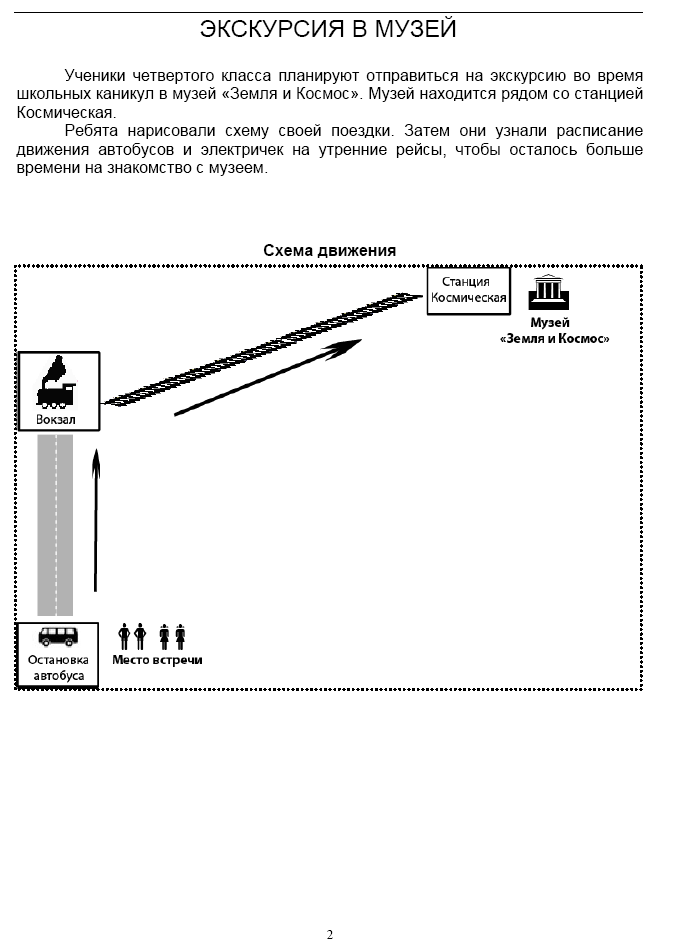 ЭКСКУРСИЯ В МУЗЕЙ
Ученики четвертого класса планируют отправиться на экскурсию во время
школьных каникул в музей «Земля и Космос». Музей находится рядом со станцией
Космическая.
Ребята нарисовали схему своей поездки. Затем они узнали расписание
движения автобусов и электричек на утренние рейсы, чтобы осталось больше
времени на знакомство с музеем.
Схема движения
Станция
Космическая
Музей
«Земля и Космос»
Вокзал
Остановка
автобуса
Место встречи
2